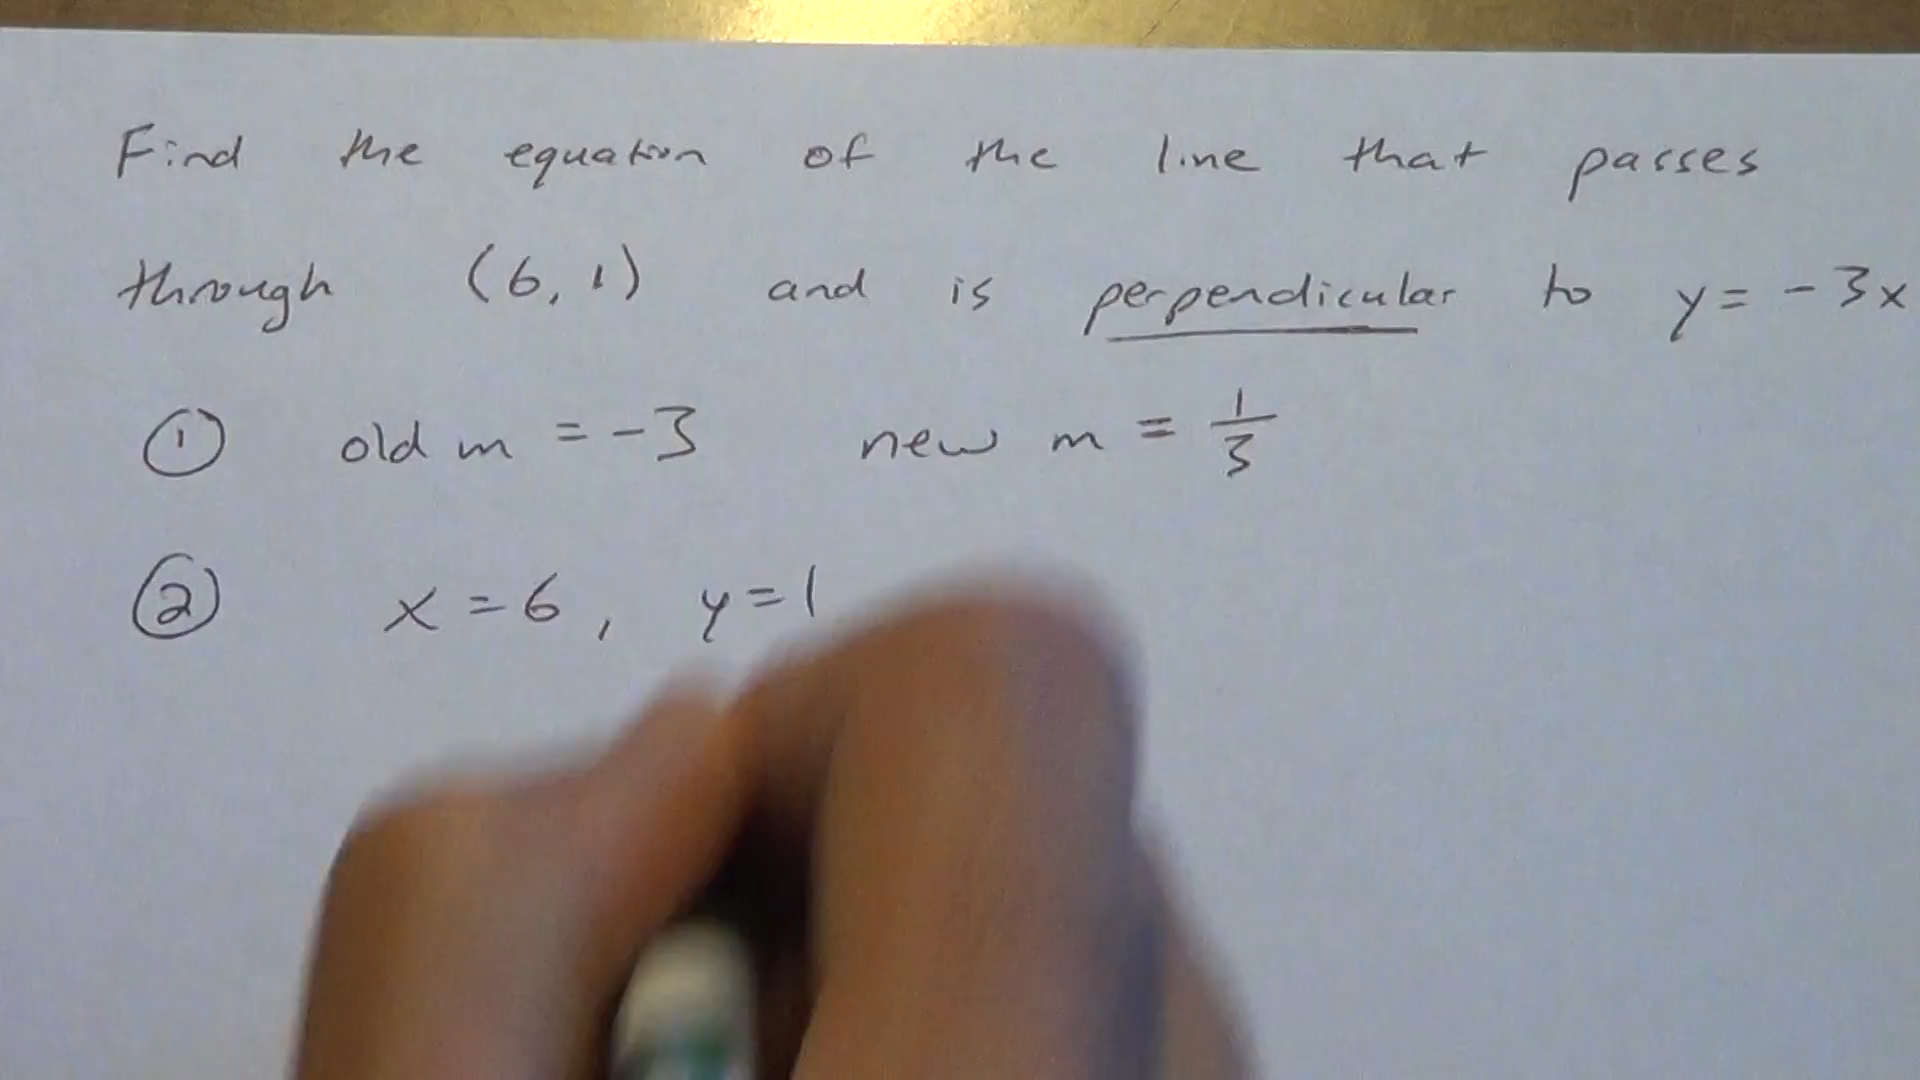 Find the equation of the line that passes
through (6, 1) and is perpendicular to y = -3x
① old m = -3 new m = 1/3
② x = 6, y = 1